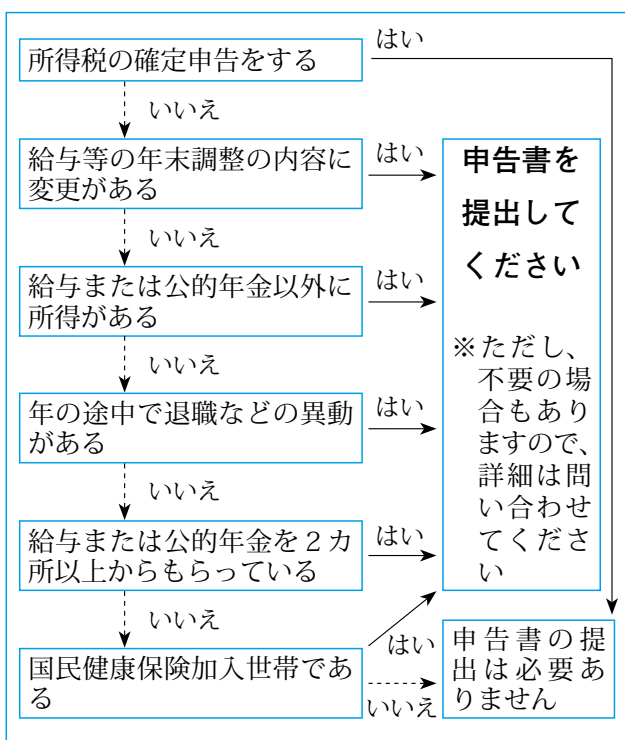 はい
所得税の確定申告をする
いいえ
給与等の年末調整の内容に
変更がある
はい
いいえ
給与または公的年金以外に
所得がある
はい
いいえ
年の途中で退職などの異動
がある
はい
いいえ
給与または公的年金を２カ
所以上からもらっている
はい
いいえ
国民健康保険加入世帯であ
る
はい
いいえ
申告書を
提出して
ください
※ただし、
不要の場
合もあり
ますので、
詳細は問
い合わせ
てくださ
い
申告書の提
出は必要あ
りません